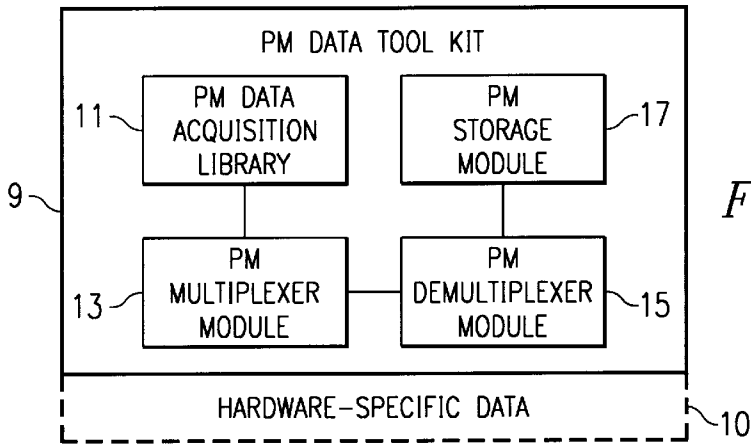 PM DATA TOOL KIT
PM DATA
ACQUISITION
LIBRARY
11
PM
STORAGE
MODULE
17
9
F
PM
MULTIPLEXER
MODULE
13
PM
DEMULTIPLEXER
MODULE
15
HARDWARE-SPECIFIC DATA
10